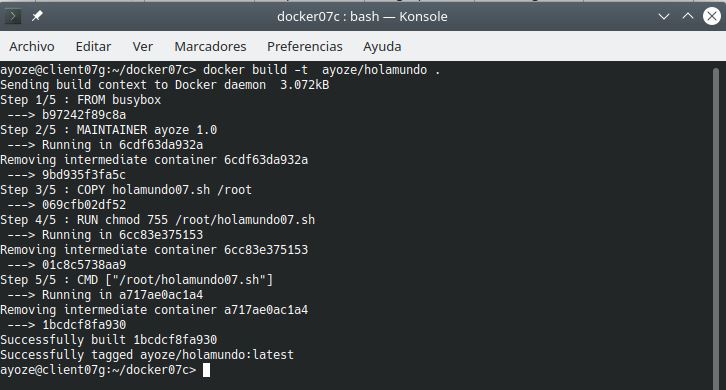 docker07c : bash — Konsole
Archivo Editar Ver Marcadores Preferencias Ayuda
ayoze@client07g:~/docker07c> docker build -t  ayoze/holamundo .
Sending build context to Docker daemon  3.072kB
Step 1/5 : FROM busybox
 ---> b97242f89c8a
Step 2/5 : MAINTAINER ayoze 1.0
 ---> Running in 6cdf63da932a
Removing intermediate container 6cdf63da932a
 ---> 9bd935f3fa5c
Step 3/5 : COPY holamundo07.sh /root
 ---> 069cfb02df52
Step 4/5 : RUN chmod 755 /root/holamundo07.sh
 ---> Running in 6cc83e375153
Removing intermediate container 6cc83e375153
 ---> 01c8c5738aa9
Step 5/5 : CMD ["/root/holamundo07.sh"]
 ---> Running in a717ae0ac1a4
Removing intermediate container a717ae0ac1a4
 ---> 1bcdcf8fa930
Successfully built 1bcdcf8fa930
Successfully tagged ayoze/holamundo:latest
ayoze@client07g:~/docker07c>